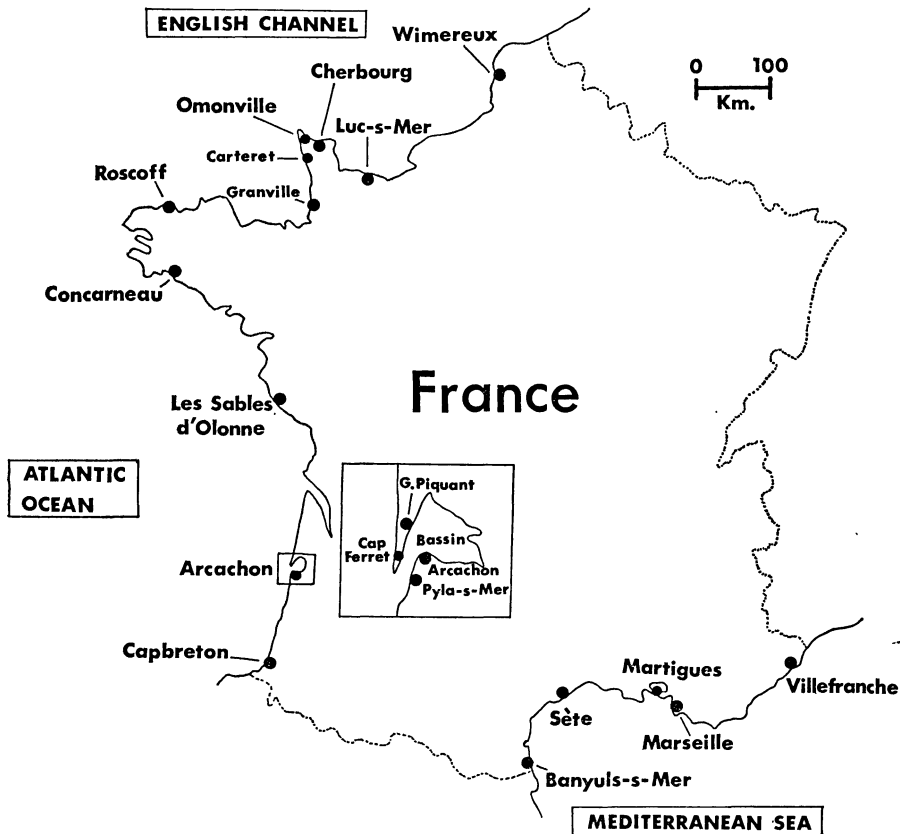 ENGLISH CHANNEL
Wimereux
0 100
Km.
Cherbourg
Omonville
Luc-s-Mer
Carteret
Roscoff
Granville
Concarneau
France
Les Sables
d'Olonne
ATLANTIC
OCEAN
G.Piquant
Cap
Ferret
Bassin
Arcachon
Pyla-s-Mer
Arcachon
Capbreton
Martigues
Villefranche
Sète
Marseille
Banyuls-s-Mer
MEDITERRANEAN SEA